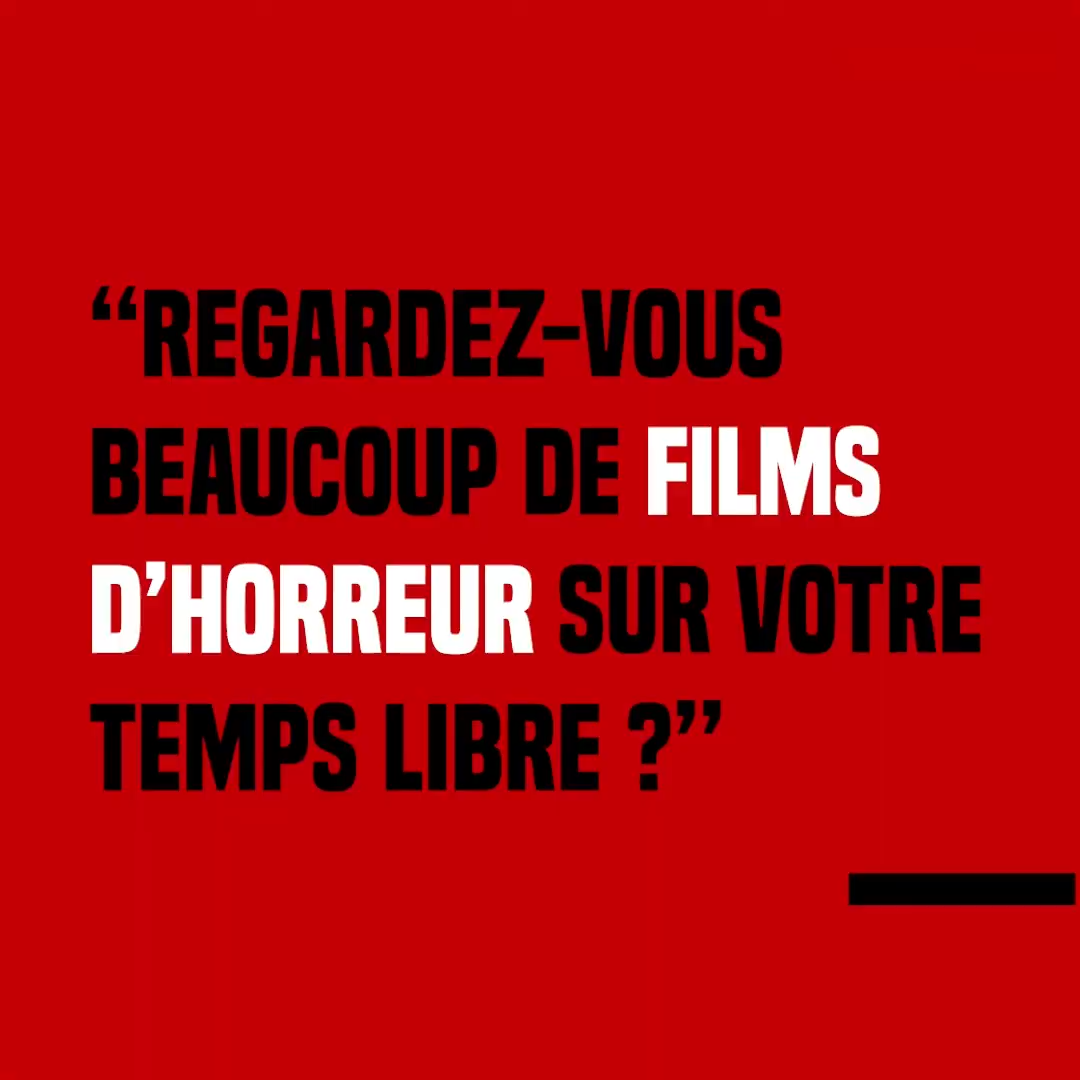 “REGARDEZ-VOUS
BEAUCOUP DE FILMS
D’HORREUR SUR VOTRE
TEMPS LIBRE ?”